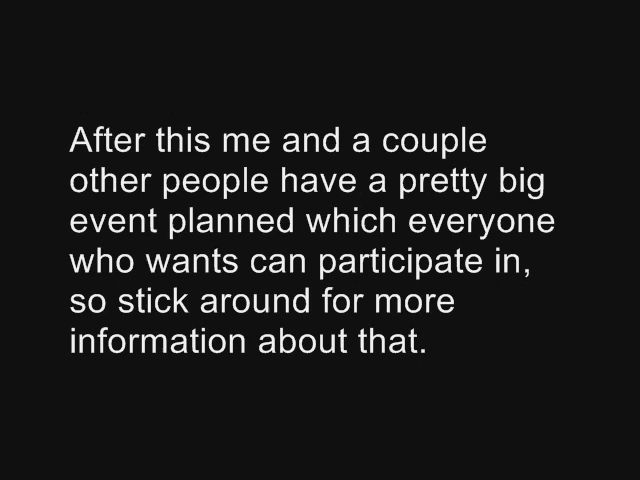 After this me and a couple
other people have a pretty big
event planned which everyone
who wants can participate in,
so stick around for more
information about that.